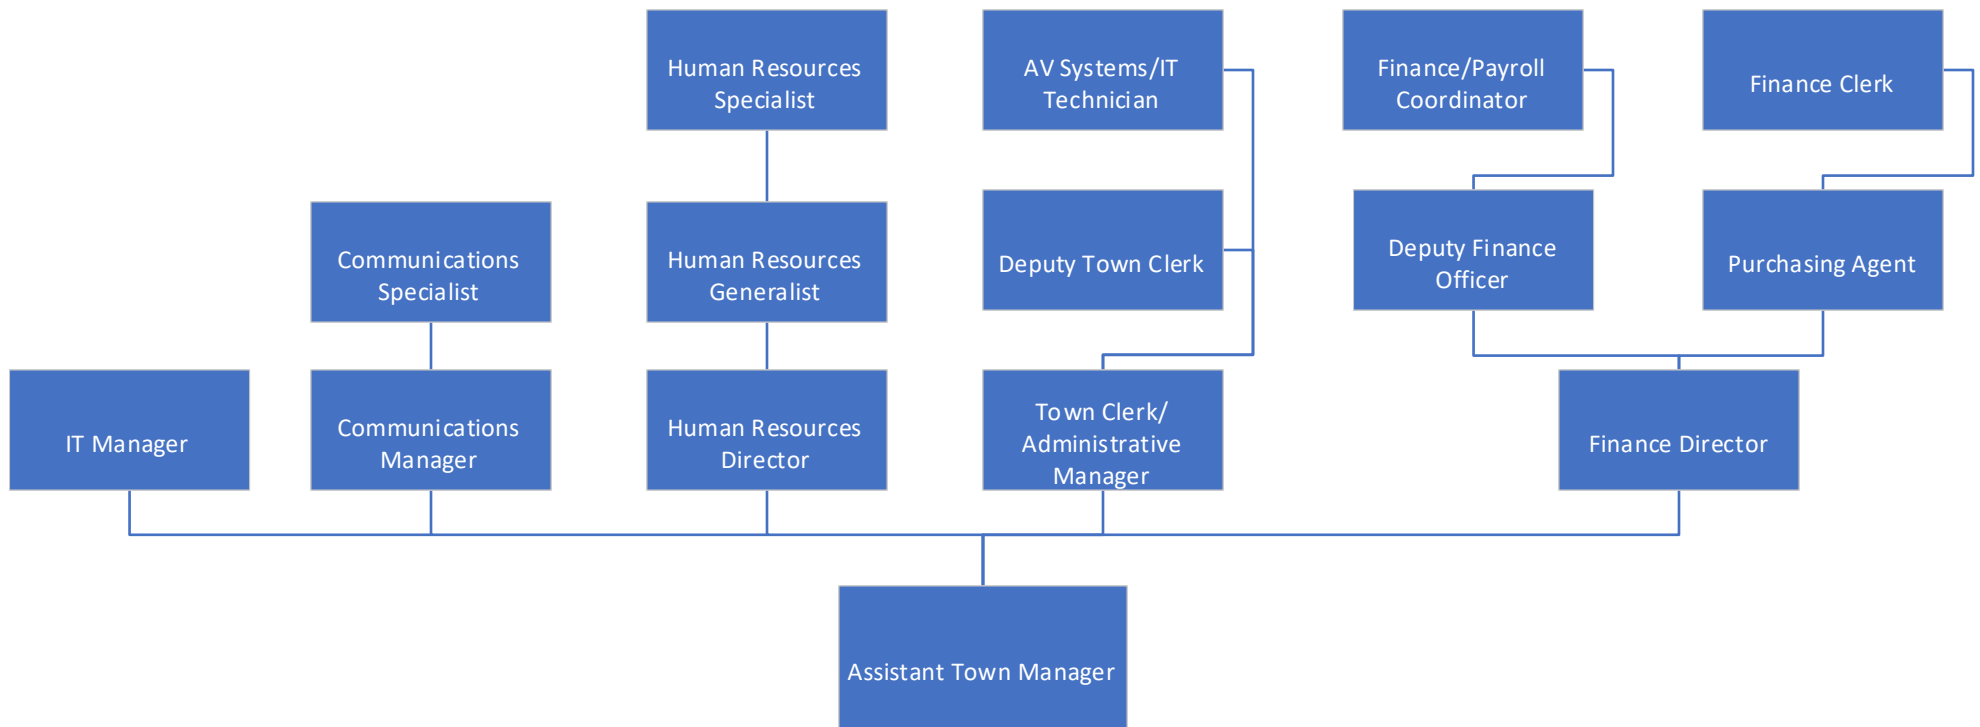 Human Resources
Specialist
AV Systems/IT
Technician
Finance/Payroll
Coordinator
Finance Clerk
Communications
Specialist
Human Resources
Generalist
Deputy Town Clerk
Deputy Finance
Officer
Purchasing Agent
IT Manager
Communications
Manager
Human Resources
Director
Town Clerk/
Administrative
Manager
Finance Director
Assistant Town Manager